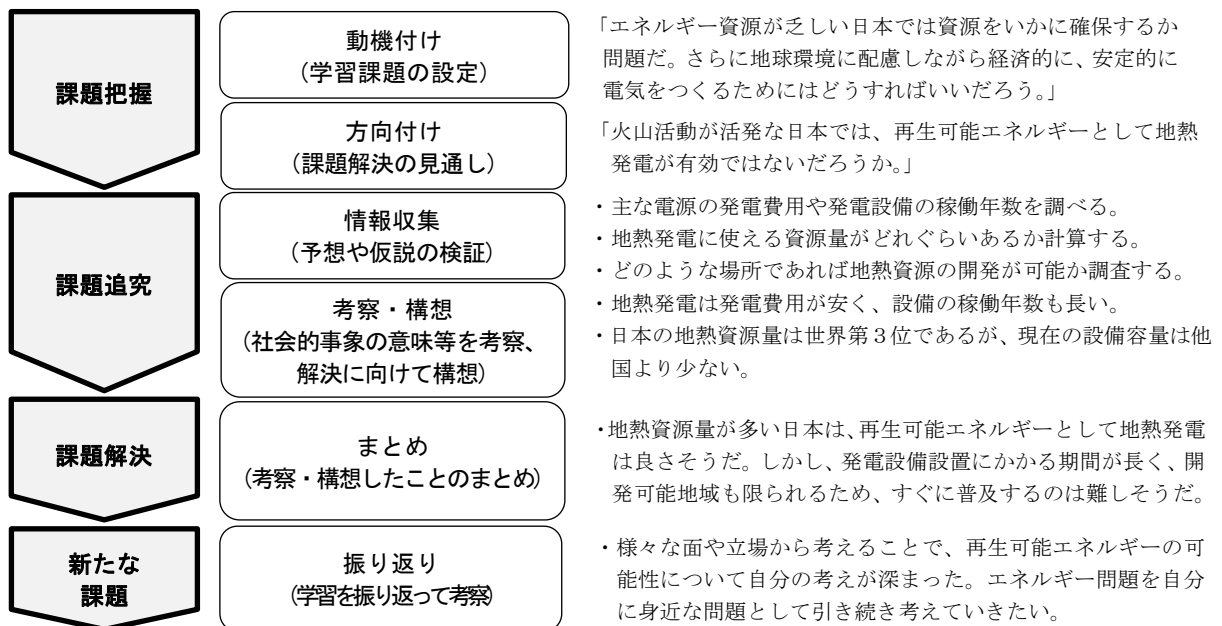 課題把握
動機付け
(学習課題の設定)
「エネルギー資源が乏しい日本では資源をいかに確保するか
問題だ。さらに地球環境に配慮しながら経済的に、安定的に
電気をつくるためにはどうすればいいだろう。」
方向付け
(課題解決の見通し)
「火山活動が活発な日本では、再生可能エネルギーとして地熱
発電が有効ではないだろうか。」
課題追究
情報収集
(予想や仮説の検証)
・主な電源の発電費用や発電設備の稼働年数を調べる。
・地熱発電に使える資源量がどれぐらいあるか計算する。
・どのような場所であれば地熱資源の開発が可能か調査する。
考察・構想
(社会的事象の意味等を考察、
解決に向けて構想)
・地熱発電は発電費用が安く、設備の稼働年数も長い。
・日本の地熱資源量は世界第３位であるが、現在の設備容量は他
国より少ない。
課題解決
まとめ
(考察・構想したことのまとめ)
・地熱資源量が多い日本は、再生可能エネルギーとして地熱発電
は良さそうだ。しかし、発電設備設置にかかる期間が長く、開
発可能地域も限られるため、すぐに普及するのは難しそうだ。
新たな
課題
振り返り
(学習を振り返って考察)
・様々な面や立場から考えることで、再生可能エネルギーの可
能性について自分の考えが深まった。エネルギー問題を自分
に身近な問題として引き続き考えていきたい。